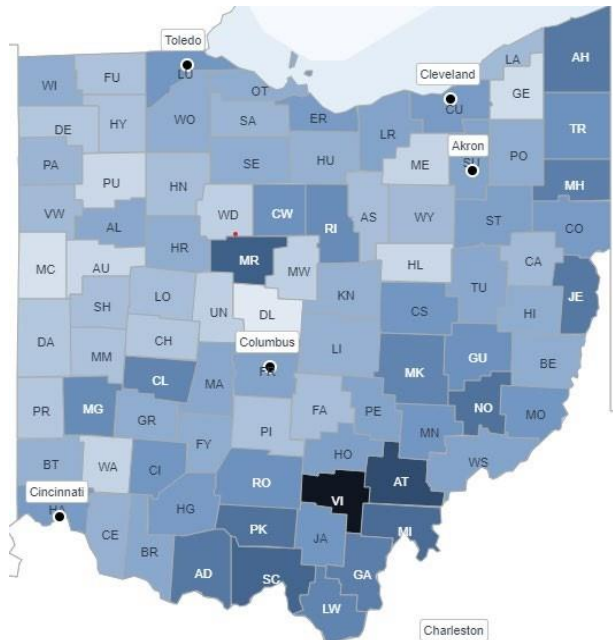 Toledo
FU
LU
WI
OT
LA
AH
Cleveland
GE
HY
WO
SA
ER
CU
DE
LR
TR
Akron
SU
PA
SE
HU
ME
PO
PU
HN
MH
VW
AL
WD
CW
RI
AS
WY
ST
CO
HR
MR
MC
AU
MW
HL
CA
JE
SH
LO
UN
DL
KN
CS
TU
HI
DA
MM
CH
Columbus
LI
BE
FR
CL
MA
MK
GU
PR
MG
FA
PE
NO
MO
GR
PI
MN
FY
HO
WS
BT
WA
CI
RO
AT
Cincinnati
HA
HG
VI
PK
MI
CE
BR
JA
AD
SC
GA
LW
Charleston